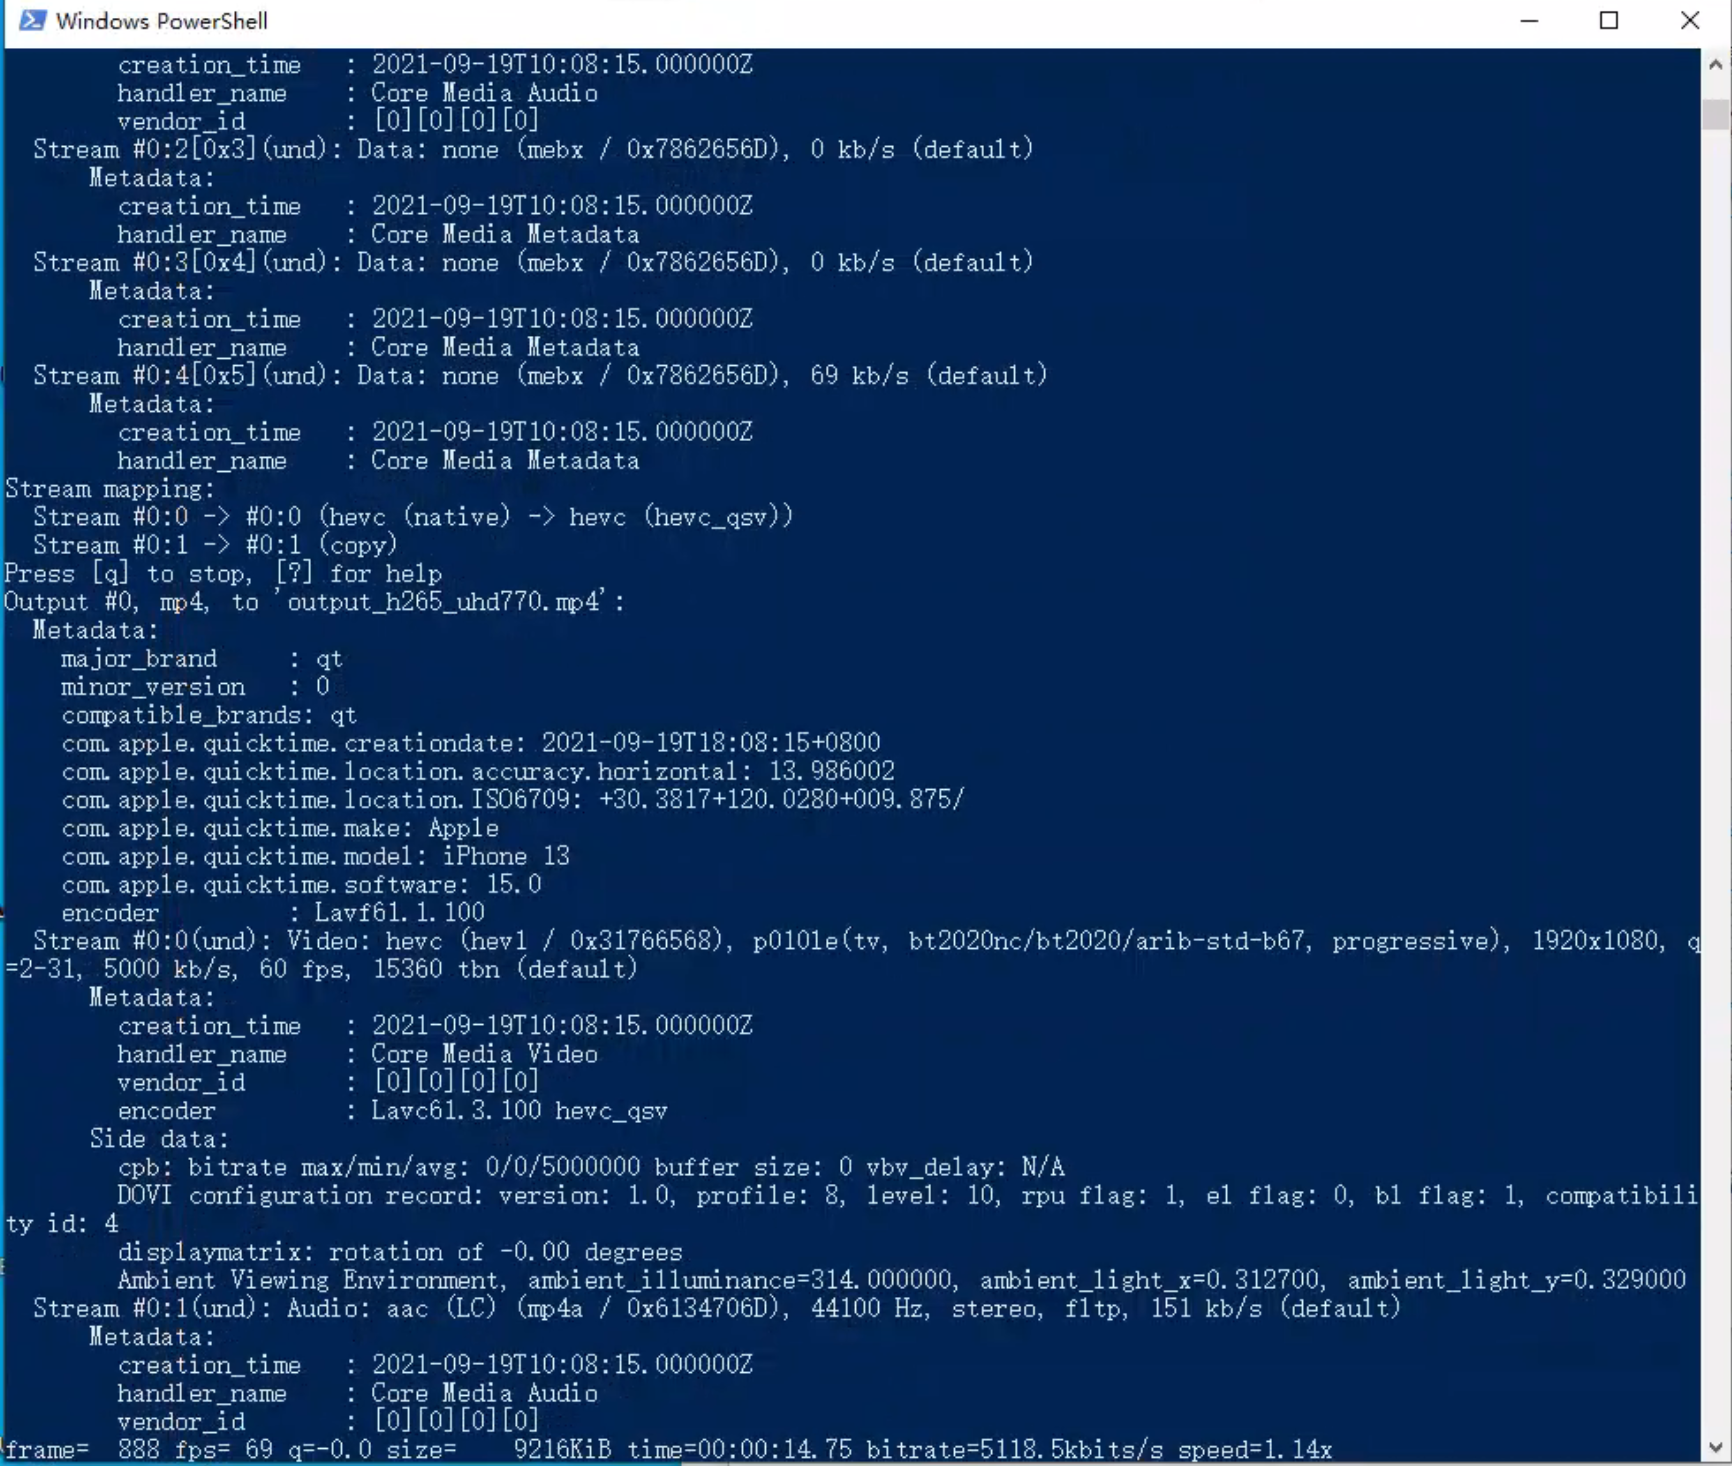 Windows PowerShell
creation_time   : 2021-09-19T10:08:15.000000Z
handler_name    : Core Media Audio
vendor_id       : [0][0][0][0]
Stream #0:2[0x3](und): Data: none (mebx / 0x7862656D), 0 kb/s (default)
Metadata:
creation_time   : 2021-09-19T10:08:15.000000Z
handler_name    : Core Media Metadata
Stream #0:3[0x4](und): Data: none (mebx / 0x7862656D), 0 kb/s (default)
Metadata:
creation_time   : 2021-09-19T10:08:15.000000Z
handler_name    : Core Media Metadata
Stream #0:4[0x5](und): Data: none (mebx / 0x7862656D), 69 kb/s (default)
Metadata:
creation_time   : 2021-09-19T10:08:15.000000Z
handler_name    : Core Media Metadata
Stream mapping:
Stream #0:0 -> #0:0 (hevc (native) -> hevc (hevc_qsv))
Stream #0:1 -> #0:1 (copy)
Press [q] to stop, [?] for help
Output #0, mp4, to 'output_h265_uhd770.mp4':
Metadata:
major_brand     : qt
minor_version   : 0
compatible_brands: qt
com.apple.quicktime.creationdate: 2021-09-19T18:08:15+0800
com.apple.quicktime.location.accuracy.horizontal: 13.986002
com.apple.quicktime.location.ISO6709: +30.3817+120.0280+009.875/
com.apple.quicktime.make: Apple
com.apple.quicktime.model: iPhone 13
com.apple.quicktime.software: 15.0
encoder         : Lavf61.1.100
Stream #0:0(und): Video: hevc (hev1 / 0x31766568), p010le(tv, bt2020nc/bt2020/arib-std-b67, progressive), 1920x1080, q
=2-31, 5000 kb/s, 60 fps, 15360 tbn (default)
Metadata:
creation_time   : 2021-09-19T10:08:15.000000Z
handler_name    : Core Media Video
vendor_id       : [0][0][0][0]
encoder         : Lavc61.3.100 hevc_qsv
Side data:
cpb: bitrate max/min/avg: 0/0/5000000 buffer size: 0 vbv_delay: N/A
DOVI configuration record: version: 1.0, profile: 8, level: 10, rpu flag: 1, el flag: 0, bl flag: 1, compatibili
ty id: 4
displaymatrix: rotation of -0.00 degrees
Ambient Viewing Environment, ambient_illuminance=314.000000, ambient_light_x=0.312700, ambient_light_y=0.329000
Stream #0:1(und): Audio: aac (LC) (mp4a / 0x6134706D), 44100 Hz, stereo, fltp, 151 kb/s (default)
Metadata:
creation_time   : 2021-09-19T10:08:15.000000Z
handler_name    : Core Media Audio
vendor_id       : [0][0][0][0]
frame=  888 fps= 69 q=-0.0 size=    9216KiB time=00:00:14.75 bitrate=5118.5kbits/s speed=1.14x